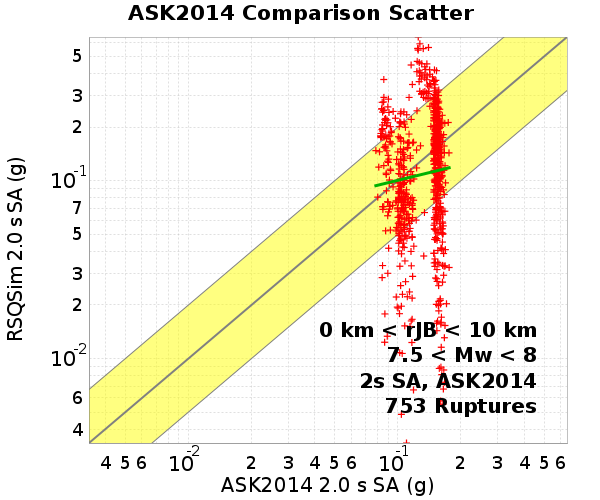 ASK2014 Comparison Scatter
RSQSim 2.0 s SA (g)
5
3
2
10-1
7
5
3
2
10-2
6
4
3
0 km < rJB < 10 km
7.5 < Mw < 8
2s SA, ASK2014
753 Ruptures
4 5 6 10-2 2 3 4 5 6 10-1 2 3 4 5 6
ASK2014 2.0 s SA (g)